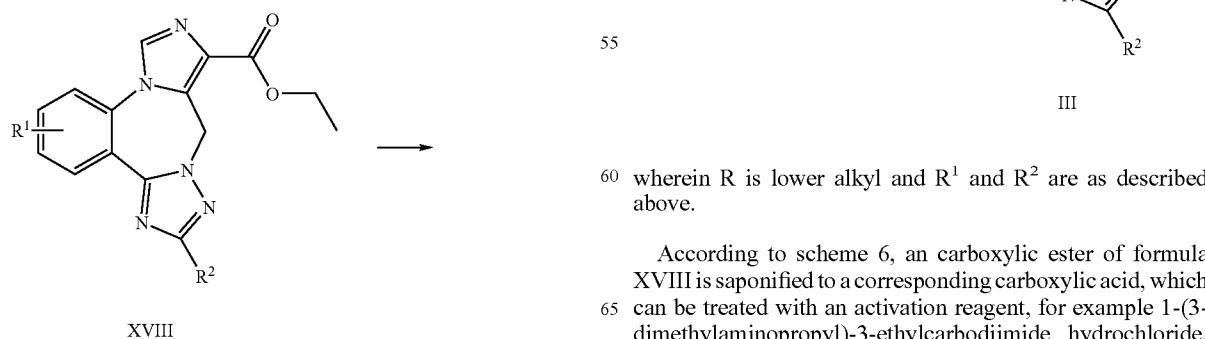 N
O
N
O
R¹
N
N
N
R²
XVIII
55
R²
III
60 wherein R is lower alkyl and R¹ and R² are as described
above.
According to scheme 6, an carboxylic ester of formula
XVIII is saponified to a corresponding carboxylic acid, which
65 can be treated with an activation reagent, for example 1-(3-
dimethylaminopropyl)-3-ethylcarbodiimide hydrochloride,